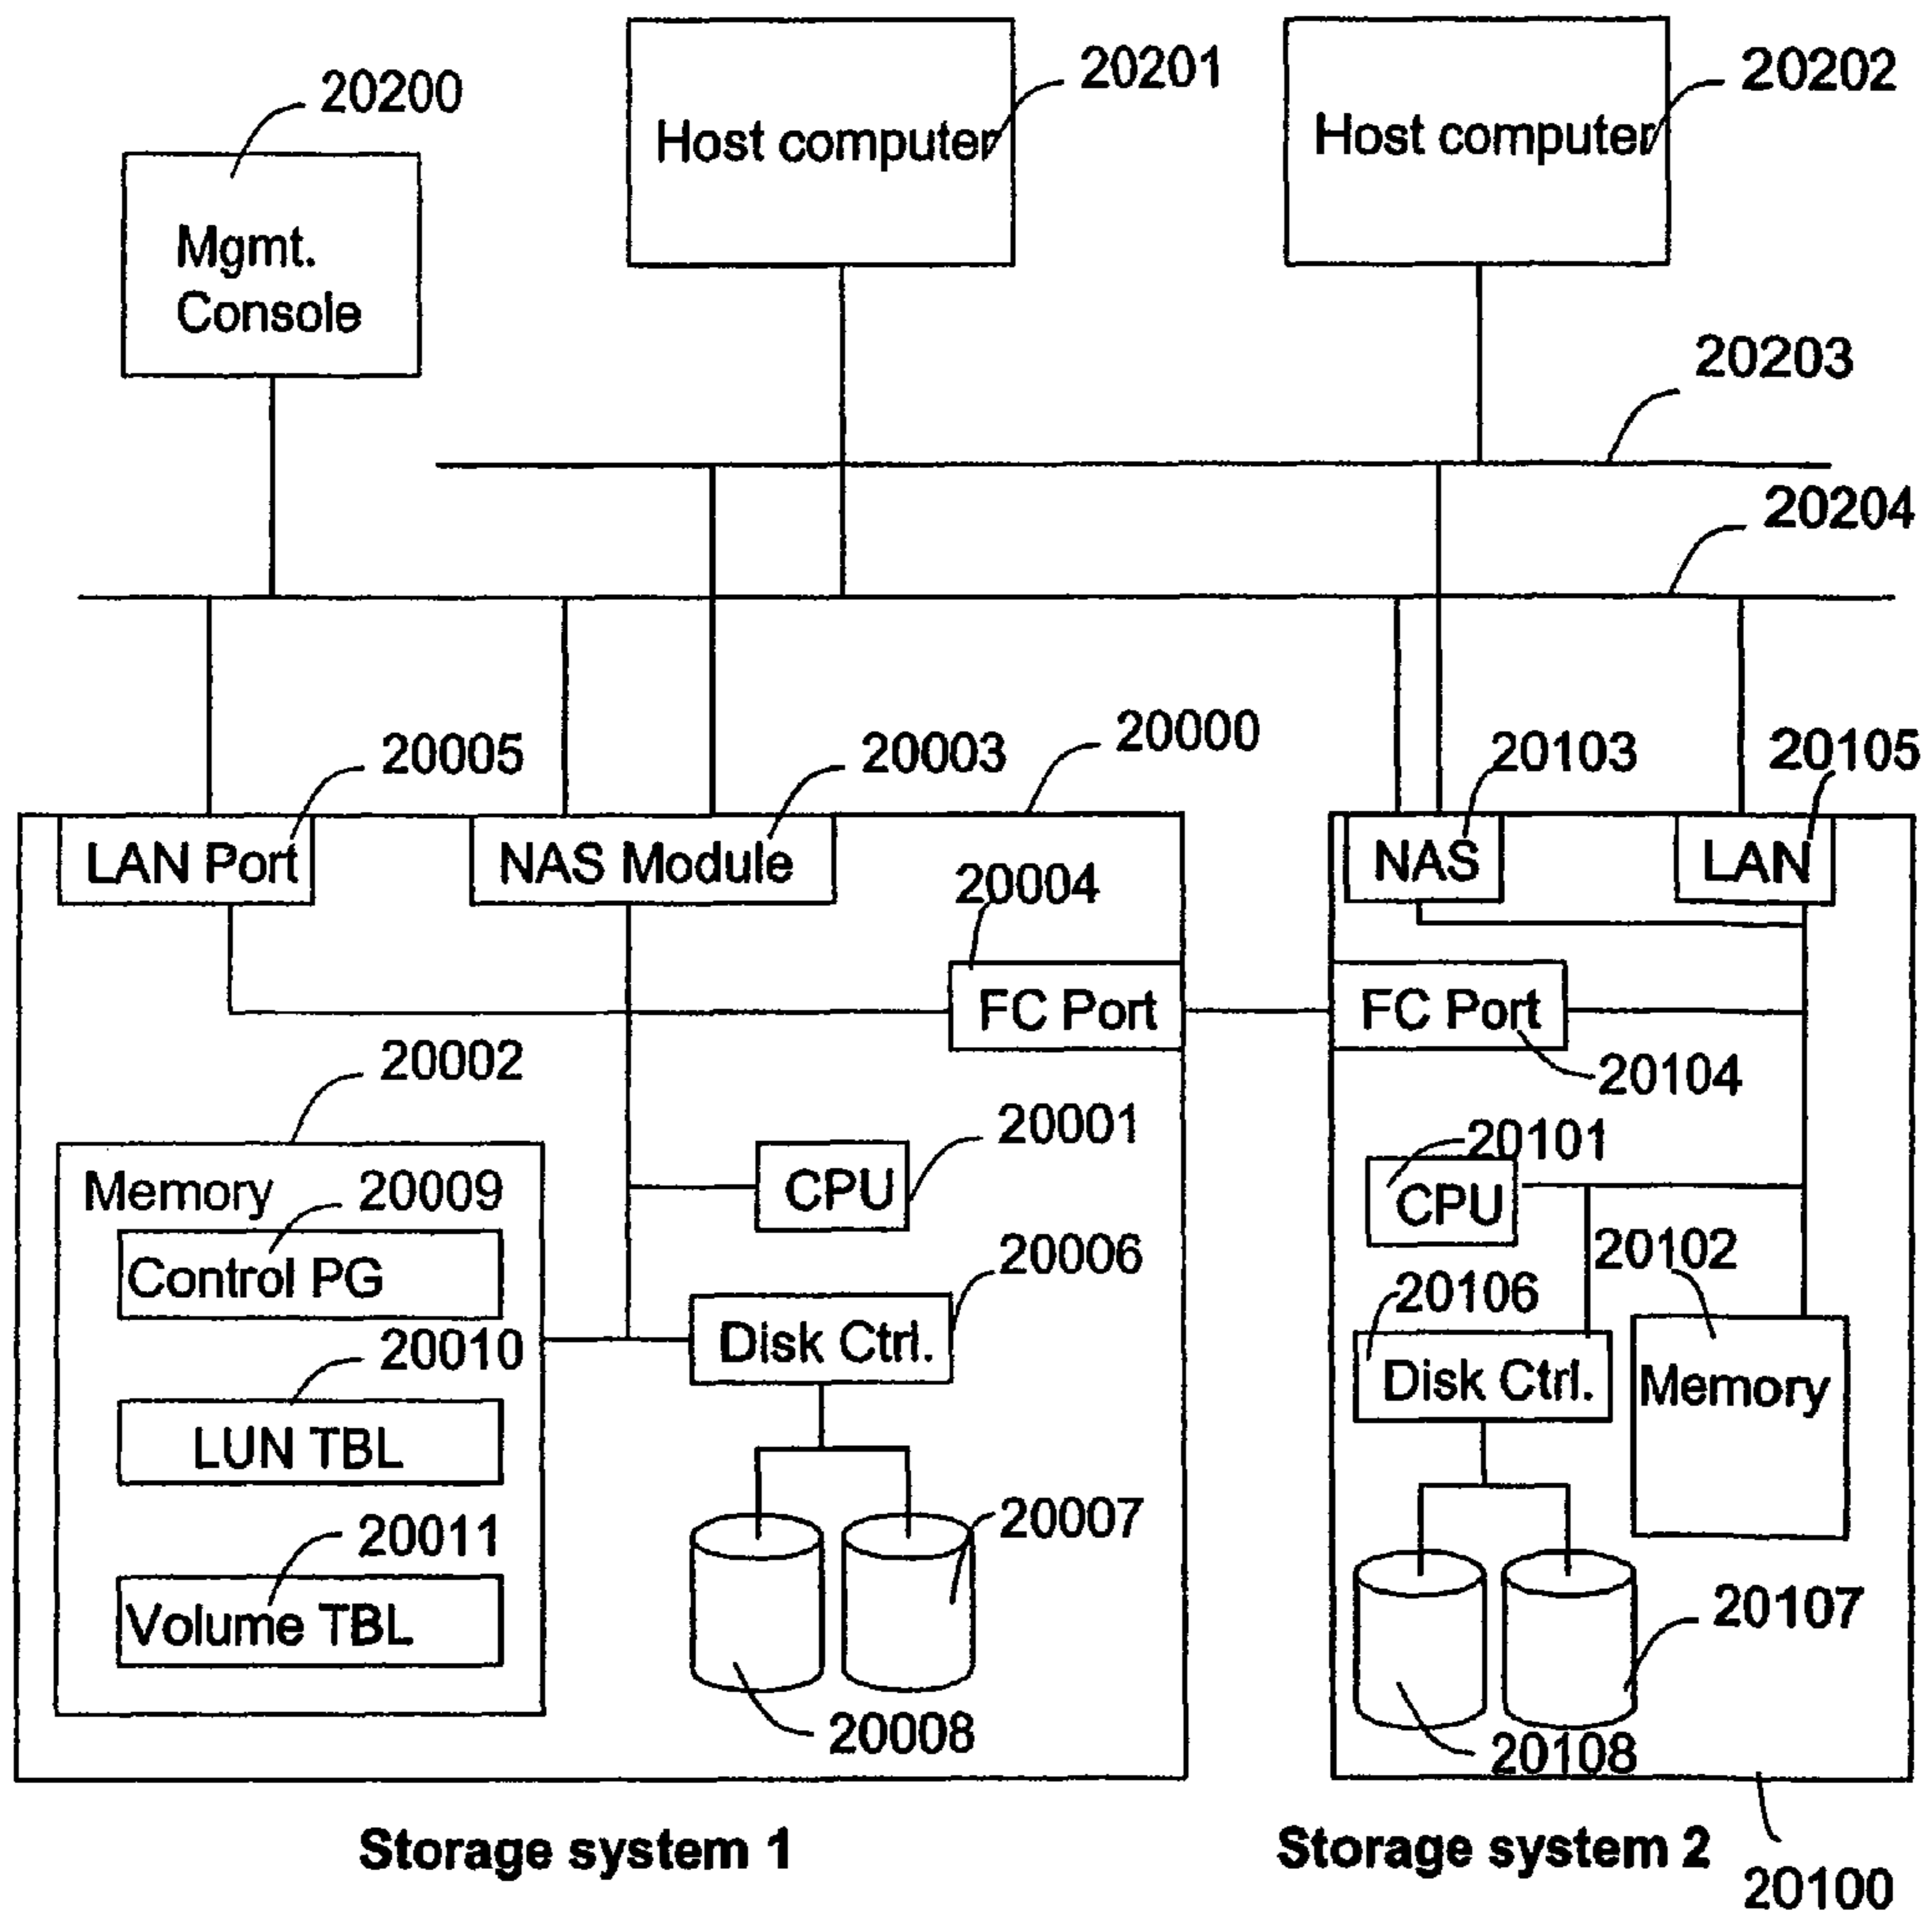 20201
20202
20200
Host computer
Host computer
Mgmt.
Console
20203
20204
20000
20005
20003
20103
20105
LAN Port
NAS Module
NAS
LAN
20004
FC Port
FC Port
20002
20104
20001
20101
Memory
20009
CPU
CPU
Control PG
20006
20102
20106
20010
Disk Ctrl.
Disk Ctrl.
Memory
LUN TBL
20007
20011
20107
Volume TBL
20008
20108
Storage system 1
Storage system 2
20100